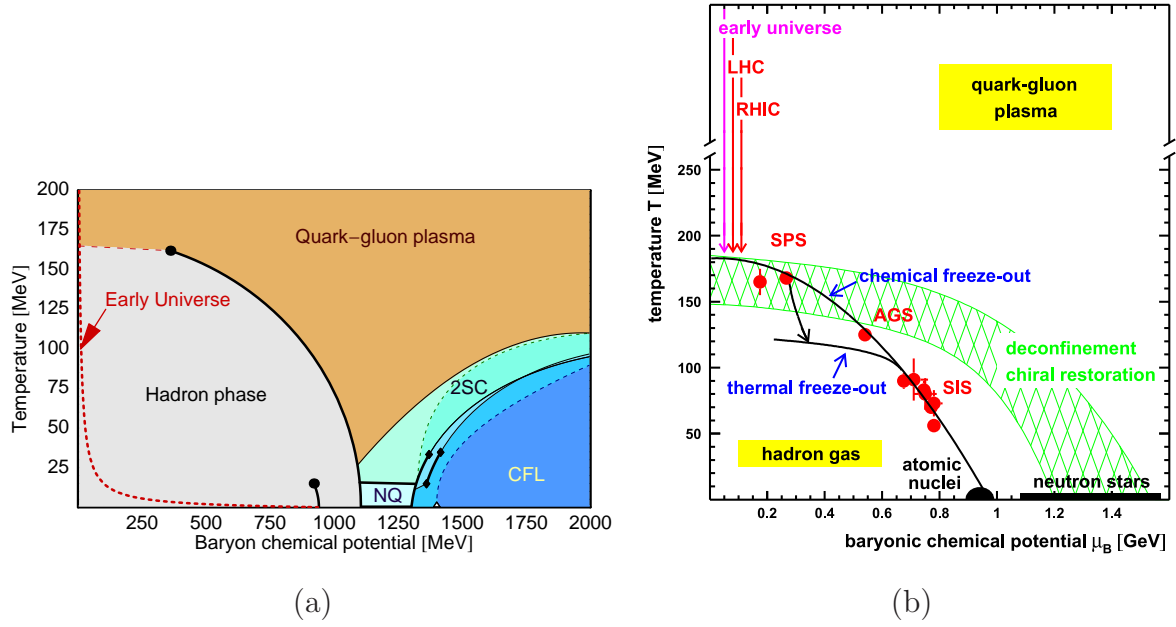 200
175
150
125
100
75
50
25
Temperature [MeV]
Quark−gluon plasma
Early Universe
Hadron phase
2SC
NQ
CFL
250 500 750 1000 1250 1500 1750 2000
Baryon chemical potential [MeV]
(a)
early universe
LHC
RHIC
quark-gluon
plasma
250
200
150
100
50
temperature T [MeV]
SPS
chemical freeze-out
AGS
deconfinement
chiral restoration
thermal freeze-out
SIS
hadron gas
atomic
nuclei
neutron stars
0.2 0.4 0.6 0.8 1 1.2 1.4
baryonic chemical potential μB [GeV]
(b)